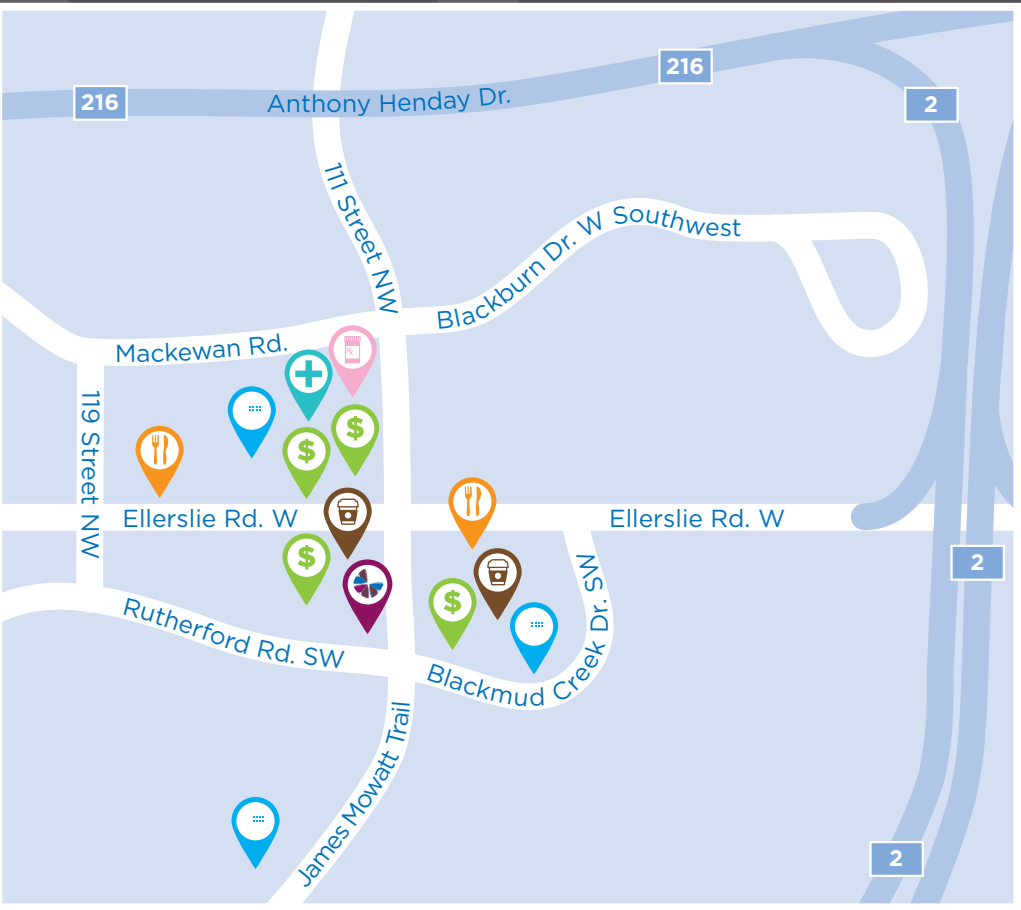 216
2
216
Anthony Henday Dr.
111 Street NW
Blackburn Dr. W Southwest
Mackewan Rd.
Rx
119 Street NW
$
$
Ellerslie Rd. W
Ellerslie Rd. W
$
2
$
Rutherford Rd. SW
Blackmud Creek Dr. SW
James Mowatt Trail
2